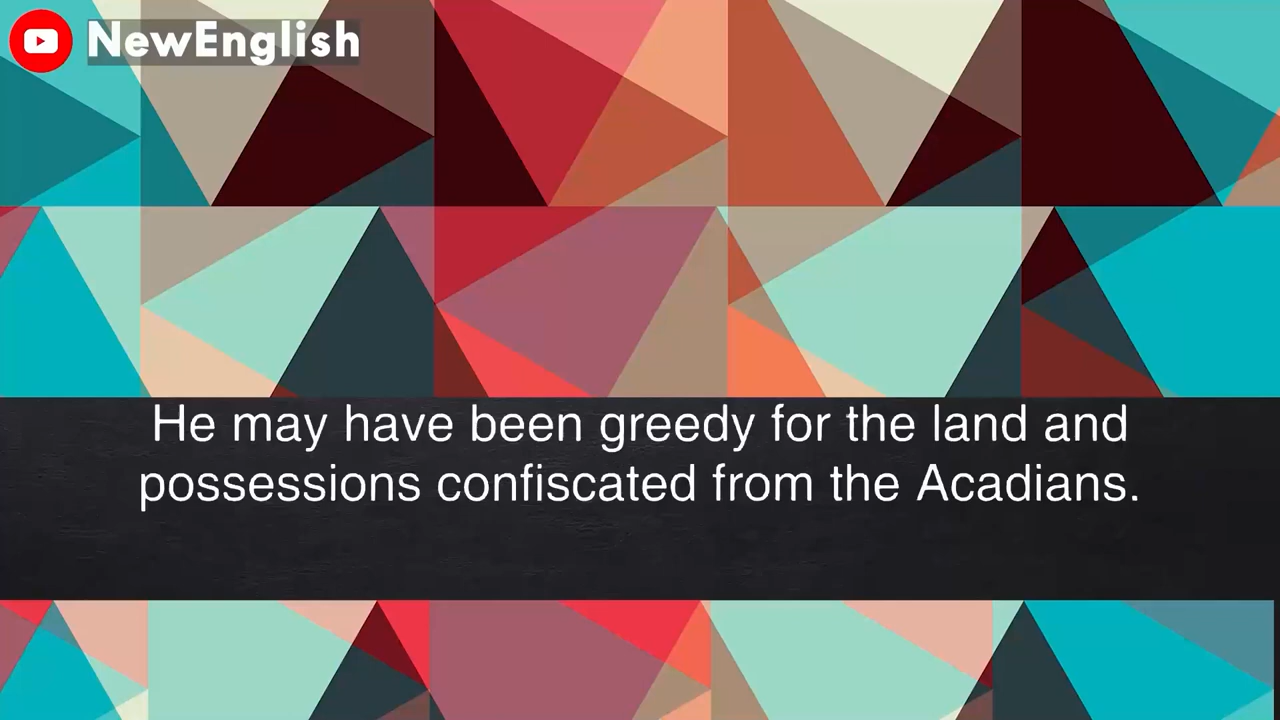 NewEnglish
He may have been greedy for the land and
possessions confiscated from the Acadians.